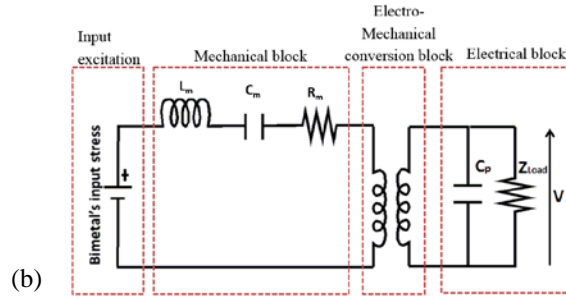 Input
excitation
Mechanical block
Electro-
Mechanical
conversion block
Electrical block
Lm
Cm
Rm
Bimetal's input stress
+
Cp
ZLoad
V
(b)